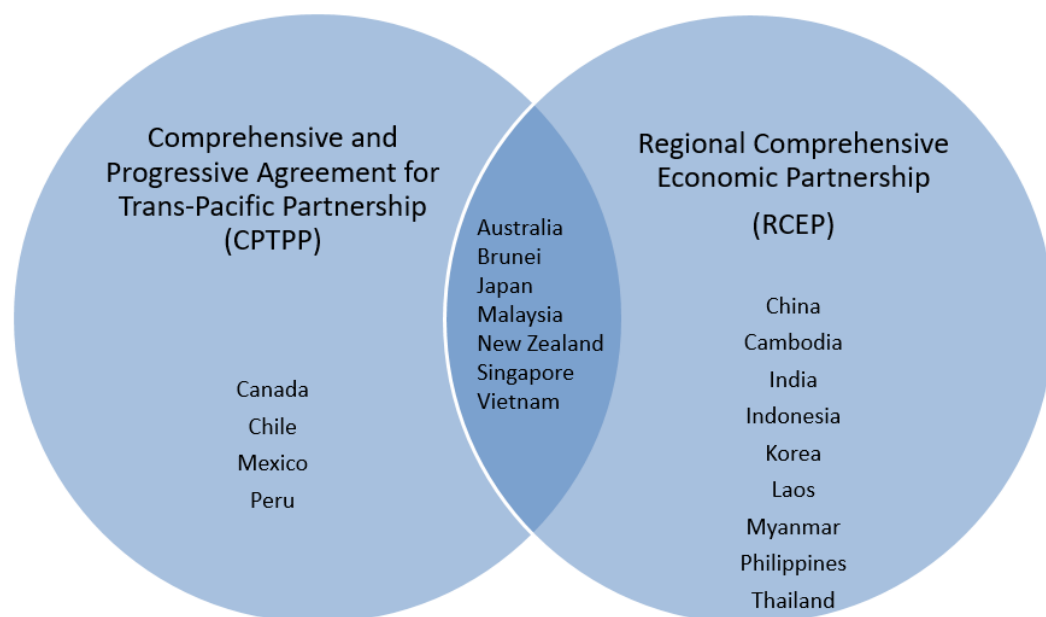 Comprehensive and
Progressive Agreement for
Trans-Pacific Partnership
(CPTPP)
Canada
Chile
Mexico
Peru
Australia
Brunei
Japan
Malaysia
New Zealand
Singapore
Vietnam
Regional Comprehensive
Economic Partnership
(RCEP)
China
Cambodia
India
Indonesia
Korea
Laos
Myanmar
Philippines
Thailand